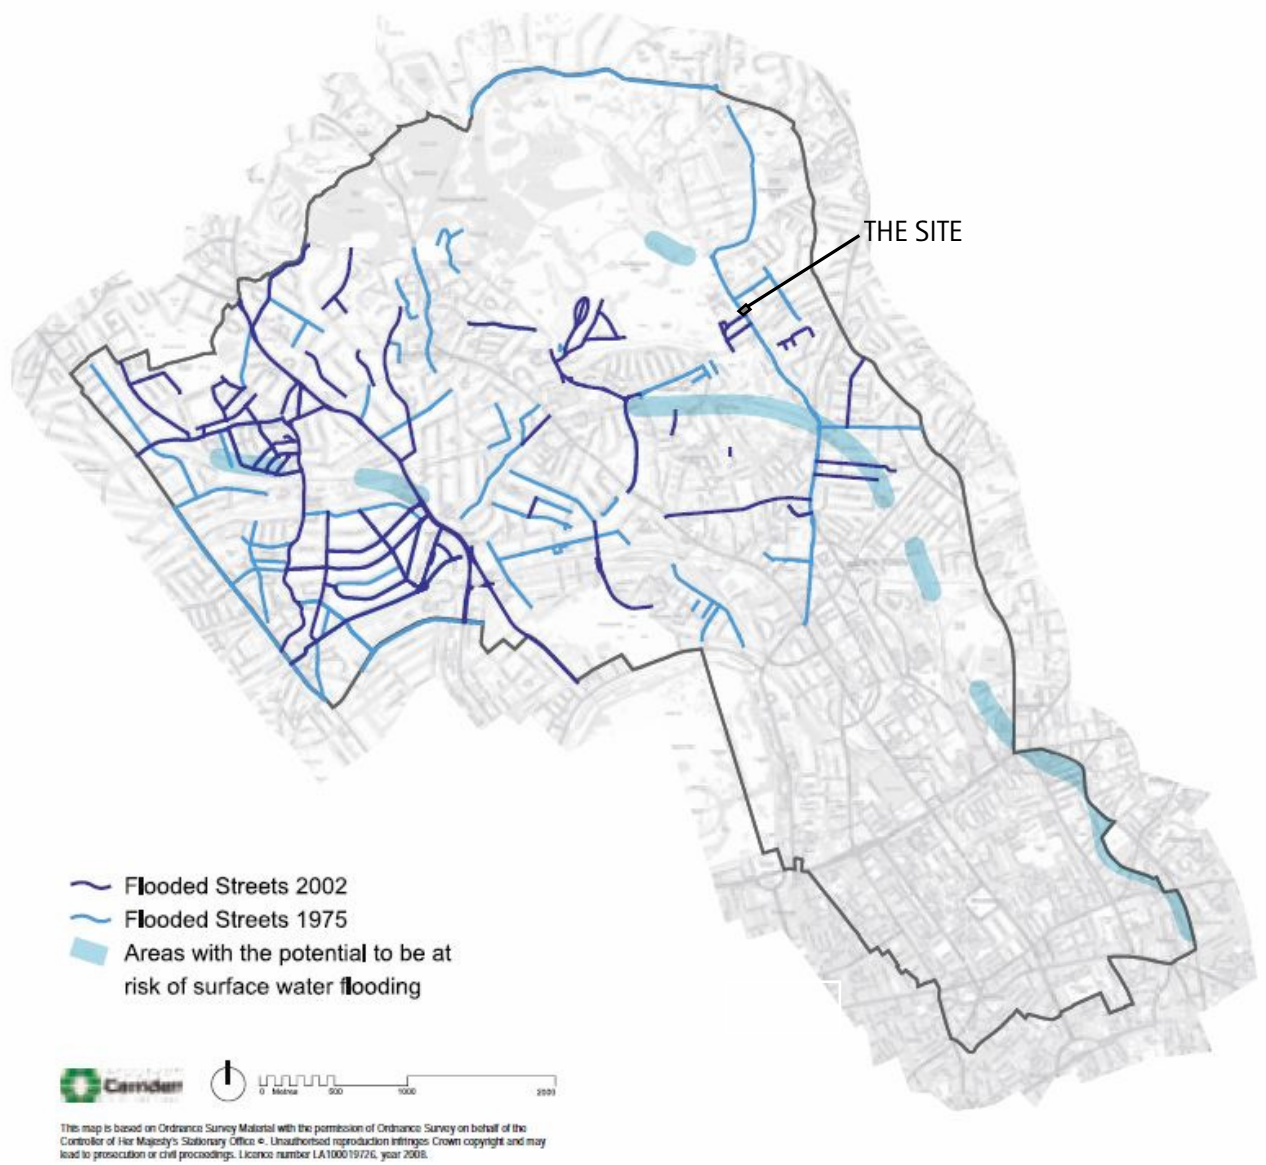 THE SITE
Flooded Streets 2002
Flooded Streets 1975
Areas with the potential to be at
risk of surface water flooding
Camden
0 Metres 500 1000 2000
This map is based on Ordnance Survey Material with the permission of Ordnance Survey on behalf of the
Controller of Her Majesty's Stationary Office ©. Unauthorised reproduction infringes Crown copyright and may
lead to prosecution or civil proceedings. Licence number LA100019726, year 2008.